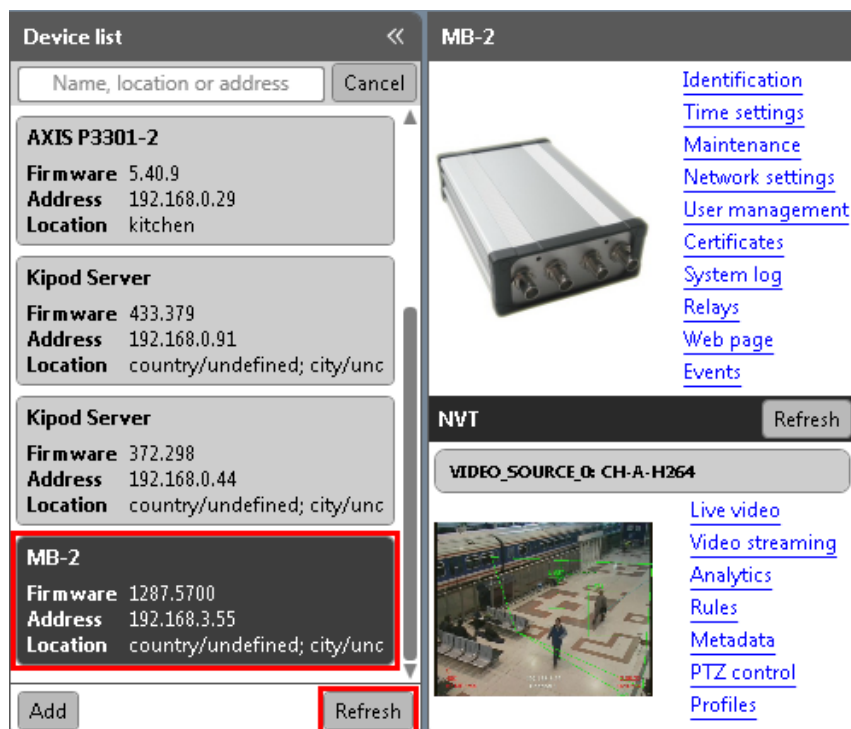 Device list
Name, location or address
Cancel
AXIS P3301-2
Firmware 5.40.9
Address 192.168.0.29
Location kitchen
Kipod Server
Firmware 433.379
Address 192.168.0.91
Location country/undefined; city/unc
Kipod Server
Firmware 372.298
Address 192.168.0.44
Location country/undefined; city/unc
MB-2
Firmware 1287.5700
Address 192.168.3.55
Location country/undefined; city/unc
Add
Refresh
MB-2
Identification
Time settings
Maintenance
Network settings
User management
Certificates
System log
Relays
Web page
Events
NVT
Refresh
VIDEO_SOURCE_0: CH-A-H264
Live video
Video streaming
Analytics
Rules
Metadata
PTZ control
Profiles